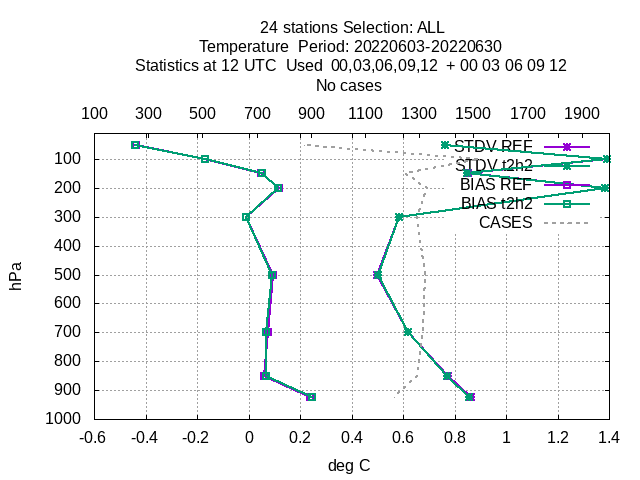 24 stations Selection: ALL
Temperature  Period: 20220603-20220630
Statistics at 12 UTC  Used  00,03,06,09,12  + 00 03 06 09 12
No cases
100 300 500 700 900 1100 1300 1500 1700 1900
STDV REF
STDV t2h2
BIAS REF
BIAS t2h2
CASES
100
200
300
400
500
600
700
800
900
1000
hPa
-0.6 -0.4 -0.2 0 0.2 0.4 0.6 0.8 1 1.2 1.4
deg C